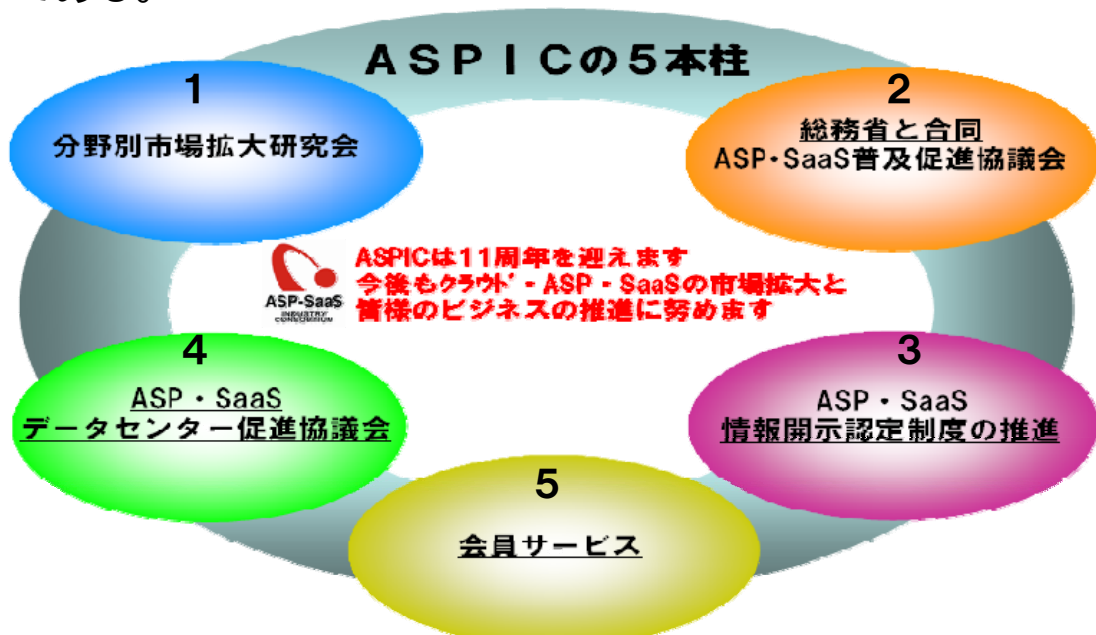 ASPICの5本柱
1
分野別市場拡大研究会
2
総務省と合同
ASP・SaaS普及促進協議会
ASPICは11周年を迎えます
今後もクラウド・ASP・SaaSの市場拡大と
皆様のビジネスの推進に努めます
ASP-SaaS
INDUSTRY
CONSORTIUM
4
ASP・SaaS
データセンター促進協議会
3
ASP・SaaS
情報開示認定制度の推進
5
会員サービス